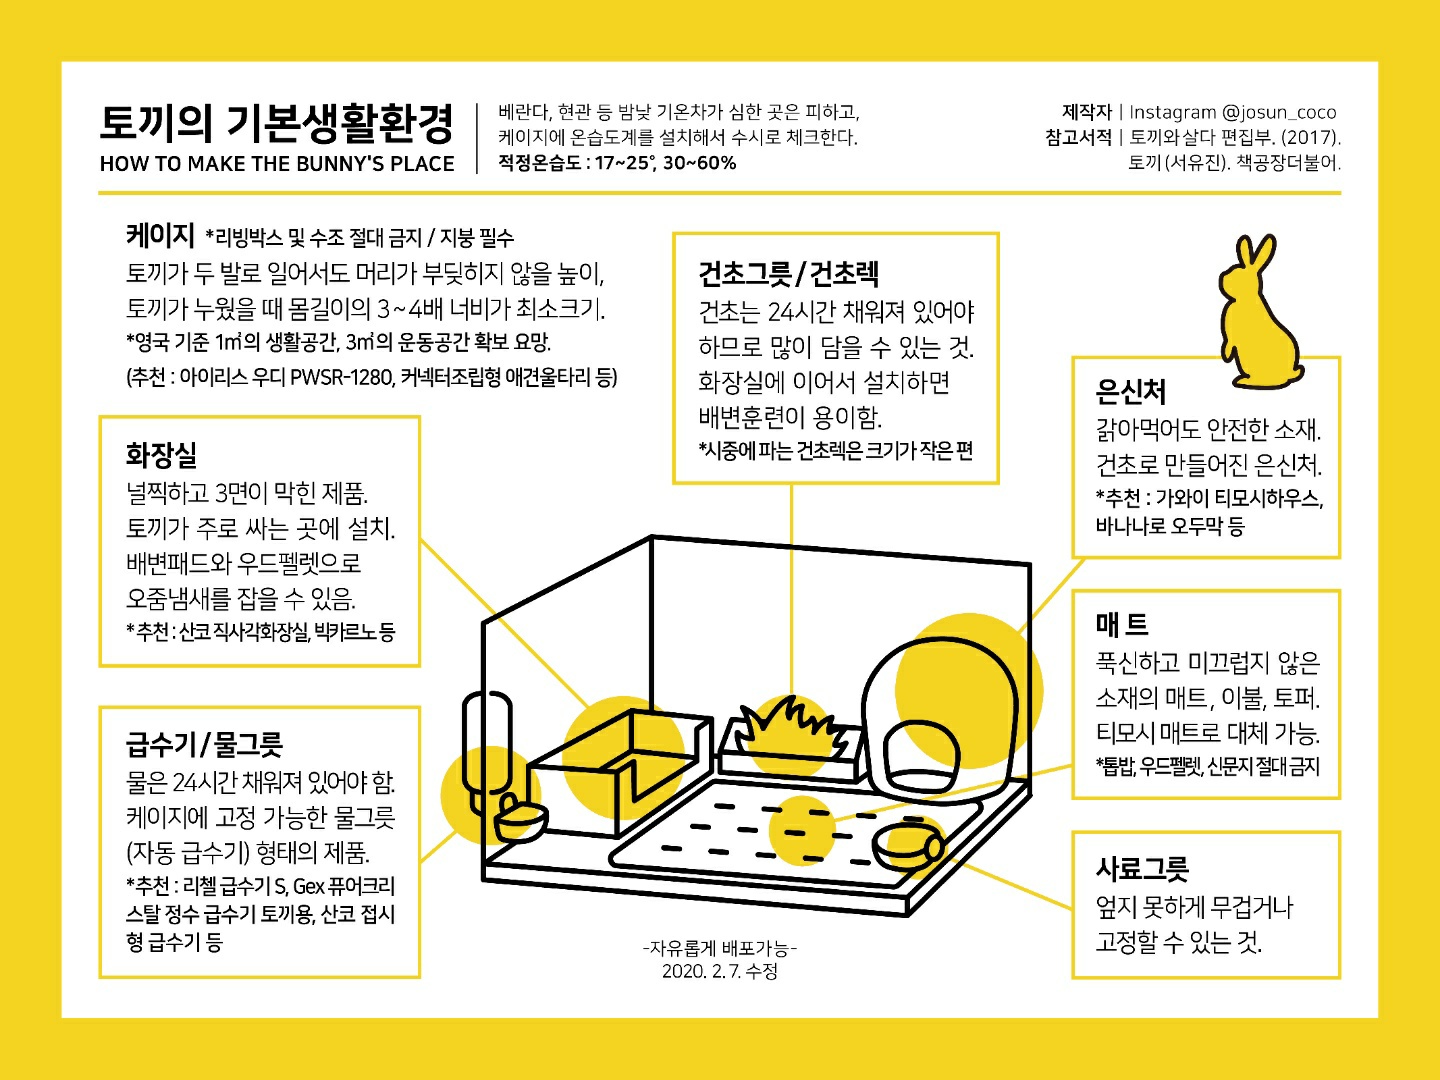 토끼의 기본생활환경
HOW TO MAKE THE BUNNY'S PLACE
베란다, 현관 등 밤낮 기온차가 심한 곳은 피하고,
케이지에 온습도계를 설치해서 수시로 체크한다.
적정온습도 : 17~25°, 30~60%
제작자 | Instagram @josun_coco
참고서적 | 토끼와 살다 편집부. (2017).
토끼(서유진). 책공장더불어.
케이지 *리빙박스 및 수조 절대 금지 / 지붕 필수
토끼가 두 발로 일어서도 머리가 부딪히지 않을 높이,
토끼가 누웠을 때 몸길이의 3~4배 너비가 최소크기.
*영국 기준 1㎡의 생활공간, 3㎡의 운동공간 확보 요망.
(추천 : 아이리스 우디 PWSR-1280, 커넥터조립형 애견울타리 등)
화장실
널찍하고 3면이 막힌 제품.
토끼가 주로 싸는 곳에 설치.
배변패드와 우드펠렛으로
오줌냄새를 잡을 수 있음.
*추천 : 산코 직사각화장실, 빅카르노 등
급수기/물그릇
물은 24시간 채워져 있어야 함.
케이지에 고정 가능한 물그릇
(자동 급수기) 형태의 제품.
*추천 : 리첼 급수기 S, Gex 퓨어크리
스탈 정수 급수기 토끼용, 산코 접시
형 급수기 등
건초그릇/건초렉
건초는 24시간 채워져 있어야
하므로 많이 담을 수 있는 것.
화장실에 이어서 설치하면
배변훈련이 용이함.
*시중에 파는 건초렉은 크기가 작은 편
은신처
갉아먹어도 안전한 소재.
건초로 만들어진 은신처.
*추천 : 가와이 티모시하우스,
바나나로 오두막 등
매트
푹신하고 미끄럽지 않은
소재의 매트, 이불, 토퍼.
티모시 매트로 대체 가능.
*톱밥, 우드펠렛, 신문지 절대 금지
사료그릇
엎지 못하게 무겁거나
고정할 수 있는 것.
-자유롭게 배포가능-
2020. 2. 7. 수정